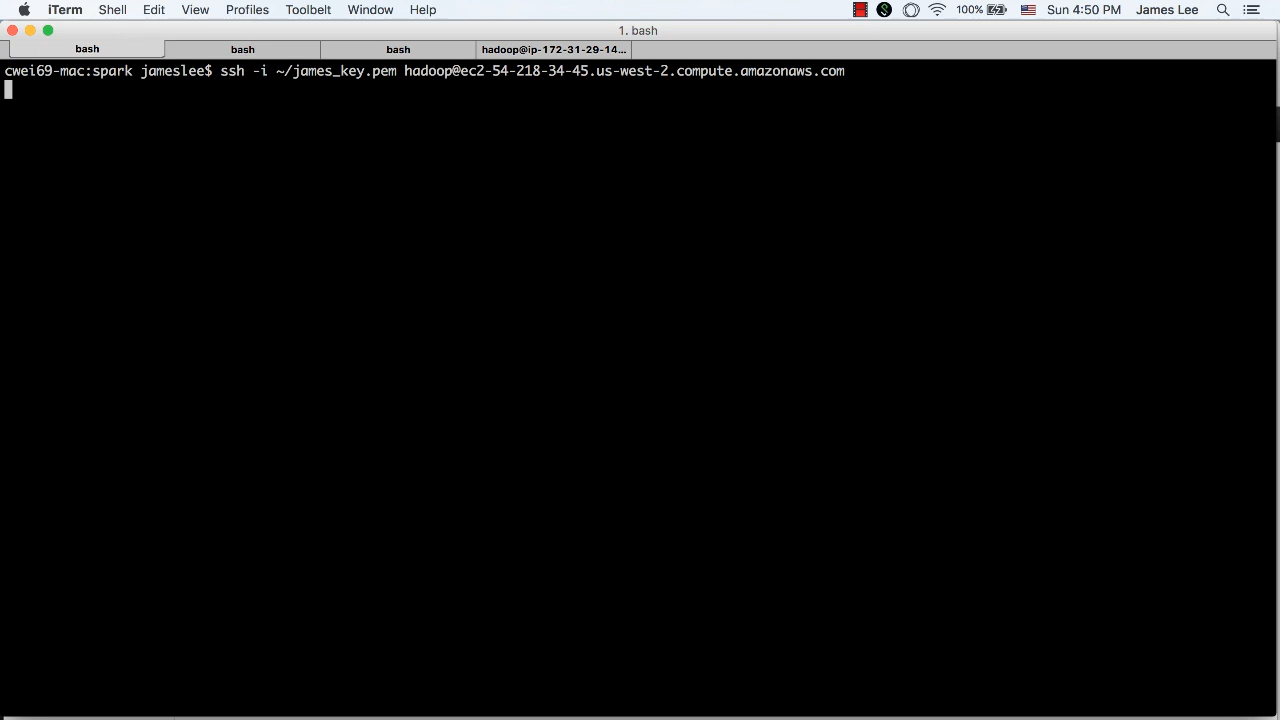 iTerm Shell Edit View Profiles Toolbelt Window Help 100% Sun 4:50 PM James Lee
1. bash
bash bash bash hadoop@ip-172-31-29-14...
cwei69-mac:spark jameslee$ ssh -i ~/james_key.pem hadoop@ec2-54-218-34-45.us-west-2.compute.amazonaws.com